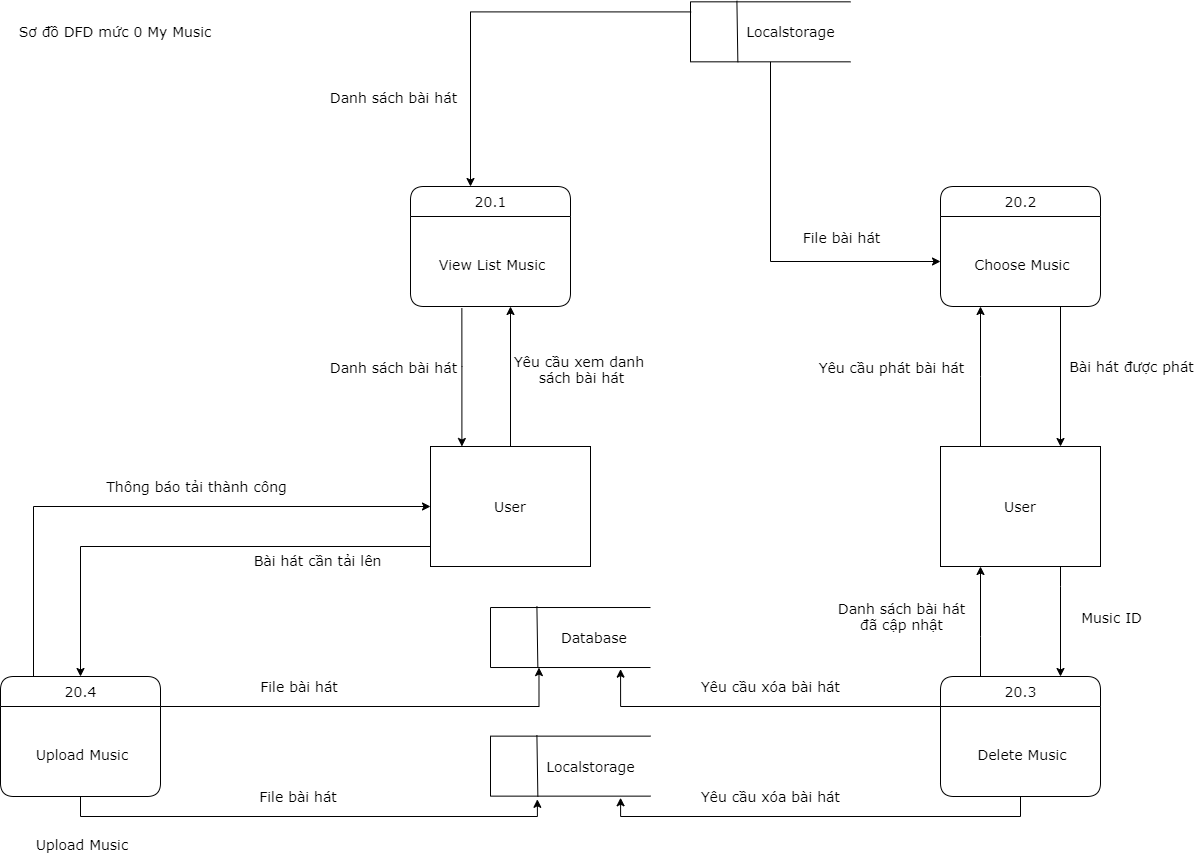 Sơ đồ DFD mức 0 My Music
Localstorage
Danh sách bài hát
20.1
View List Music
File bài hát
20.2
Choose Music
Danh sách bài hát
Yêu cầu xem danh
sách bài hát
Yêu cầu phát bài hát
Bài hát được phát
Thông báo tải thành công
User
User
Bài hát cần tải lên
Danh sách bài hát
đã cập nhật
Music ID
Database
20.4
Upload Music
File bài hát
Yêu cầu xóa bài hát
20.3
Delete Music
Localstorage
File bài hát
Yêu cầu xóa bài hát
Upload Music